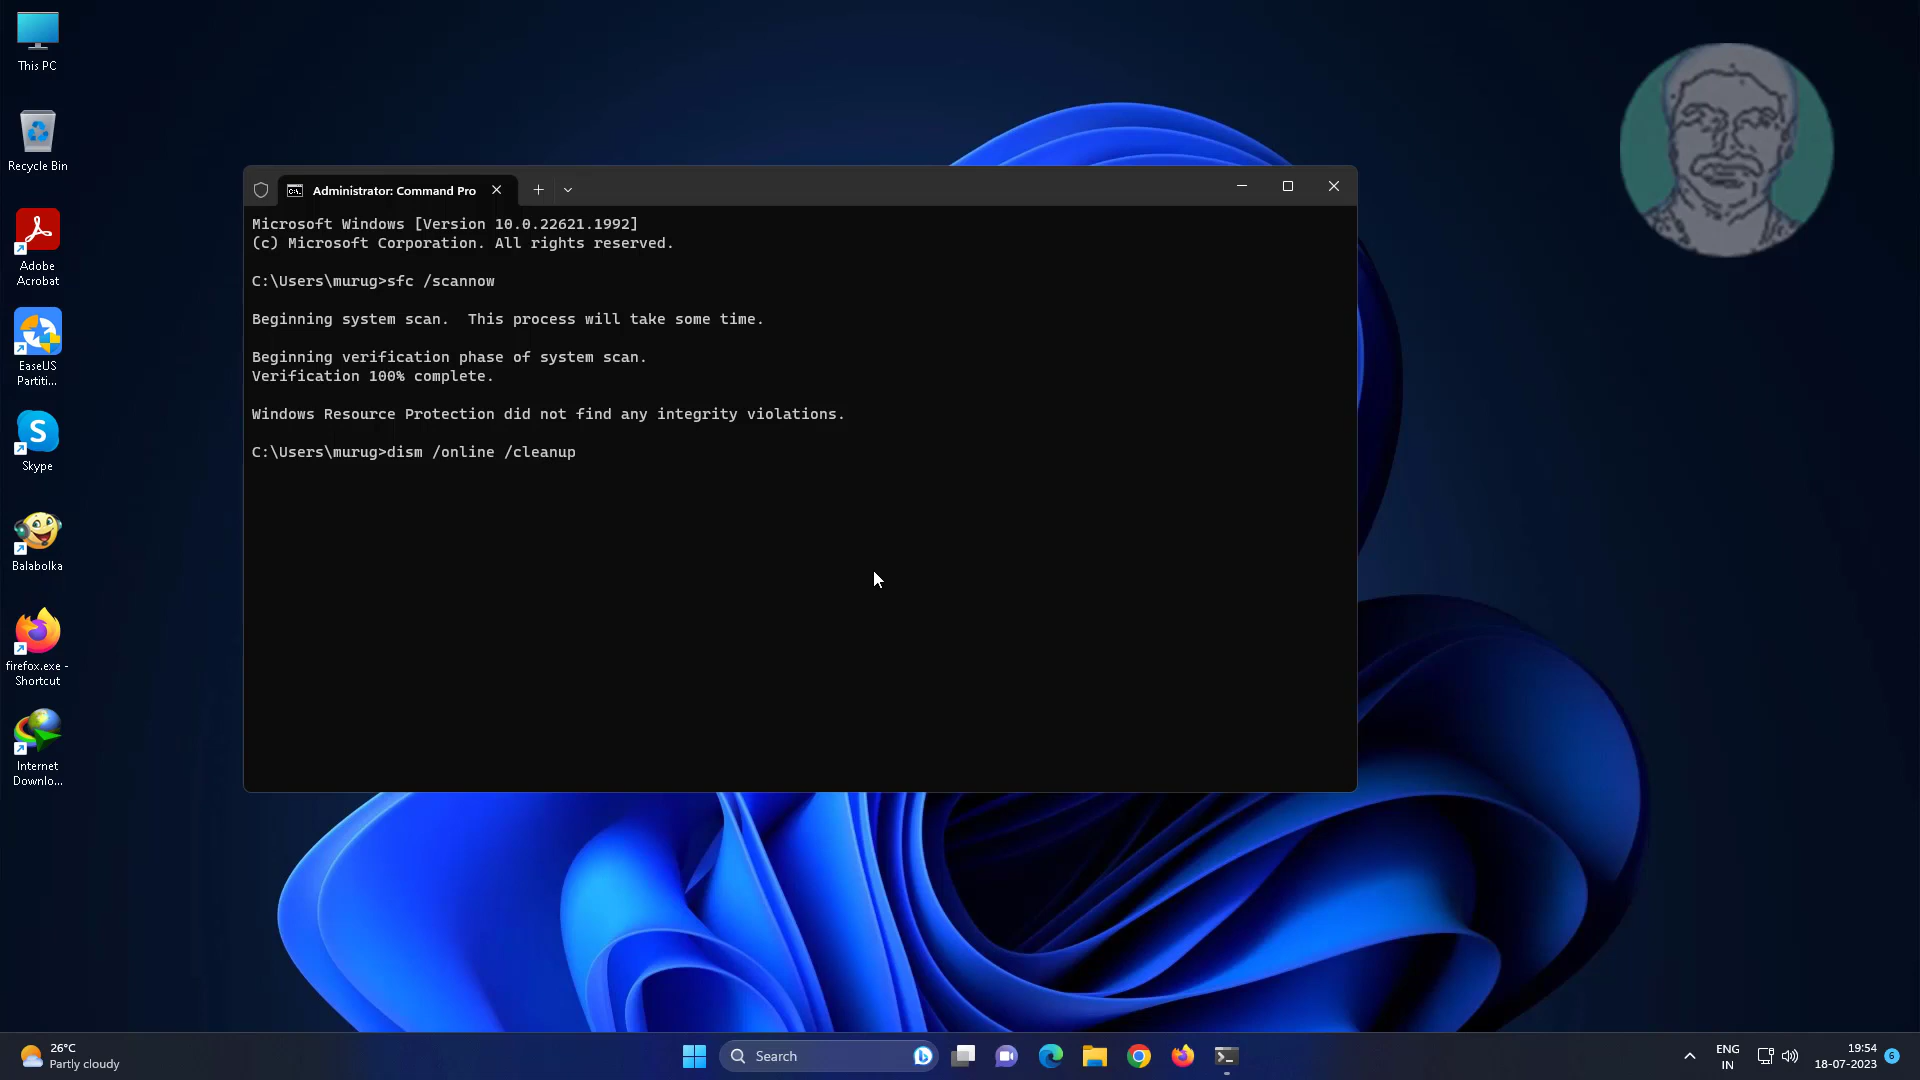 This PC
Recycle Bin
Adobe
Acrobat
EaseUS
Partiti...
S
Skype
Balabolka
firefox.exe -
Shortcut
Internet
Downlo...
Administrator: Command Pro
Microsoft Windows [Version 10.0.22621.1992]
(c) Microsoft Corporation. All rights reserved.
C:\Users\murug>sfc /scannow
Beginning system scan.  This process will take some time.
Beginning verification phase of system scan.
Verification 100% complete.
Windows Resource Protection did not find any integrity violations.
C:\Users\murug>dism /online /cleanup
26°C
Partly cloudy
Search
ENG
IN
19:54
18-07-2023
6